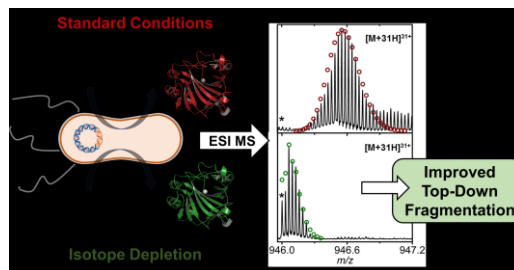 Standard Conditions
[M+31H]31+
*
ESI MS
[M+31H]31+
*
Improved
Top-Down
Fragmentation
Isotope Depletion
946.0 946.6 947.2
m/z